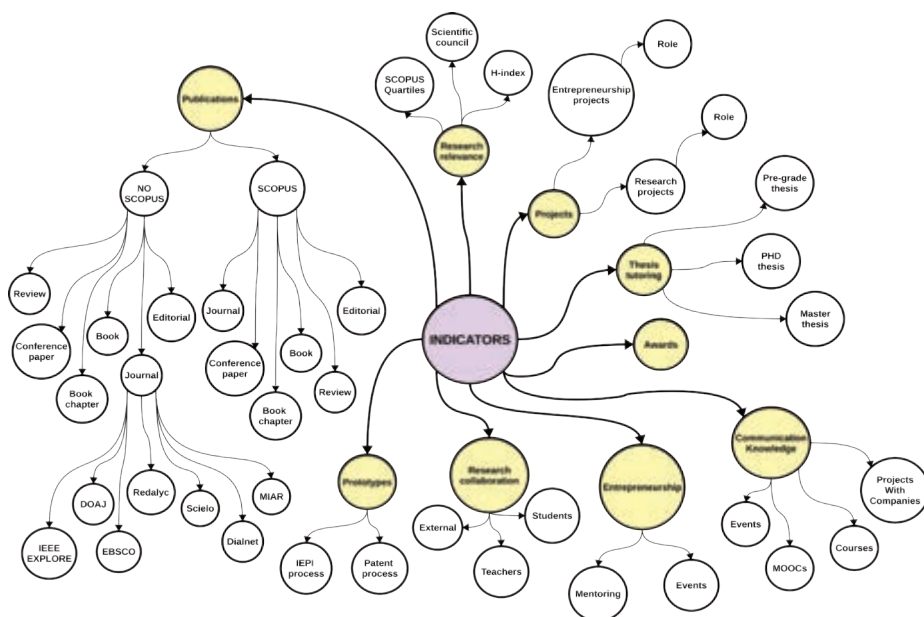 Scientific
council
SCOPUS
Quartiles
H-index
Research
relevance
Entrepreneurship
projects
Role
Role
Research
projects
Projects
Publications
NO
SCOPUS
SCOPUS
Review
Conference
paper
Book
chapter
Book
Journal
Editorial
Journal
Conference
paper
Book
chapter
Book
Review
Editorial
IEEE
EXPLORE
DOAJ
EBSCO
Redalyc
Scielo
Dialnet
MIAR
INDICATORS
Thesis
tutoring
Pre-grade
thesis
PHD
thesis
Master
thesis
Awards
Prototypes
IEPI
process
Patent
process
Research
collaboration
External
Teachers
Students
Entrepreneurship
Mentoring
Events
Communication
Knowledge
Events
MOOCs
Courses
Projects
With
Companies